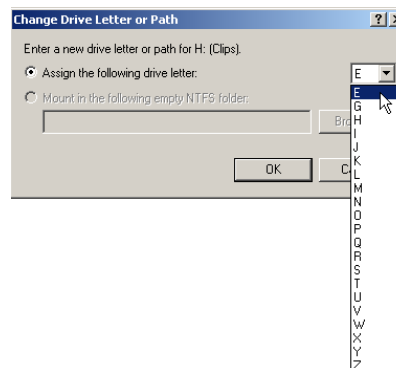 Change Drive Letter or Path
Enter a new drive letter or path for H: (Clips).
Assign the following drive letter:
E
Mount in the following empty NTFS folder:
OK
E
G
H
I
J
K
L
M
N
O
P
Q
R
S
T
U
V
W
X
Y
Z